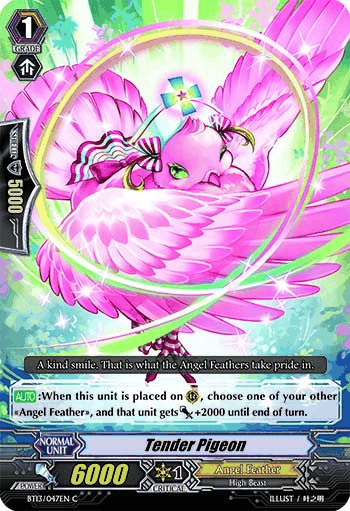 1
GRADE
SHIELD
5000
A kind smile. That is what the Angel Feathers take pride in.
AUTO:When this unit is placed on R, choose one of your other
«Angel Feather», and that unit gets +2000 until end of turn.
NORMAL
UNIT
Tender Pigeon
POWER
6000
1
CRITICAL
Angel Feather
High Beast
BT13/047EN C
ILLUST / 叶之明